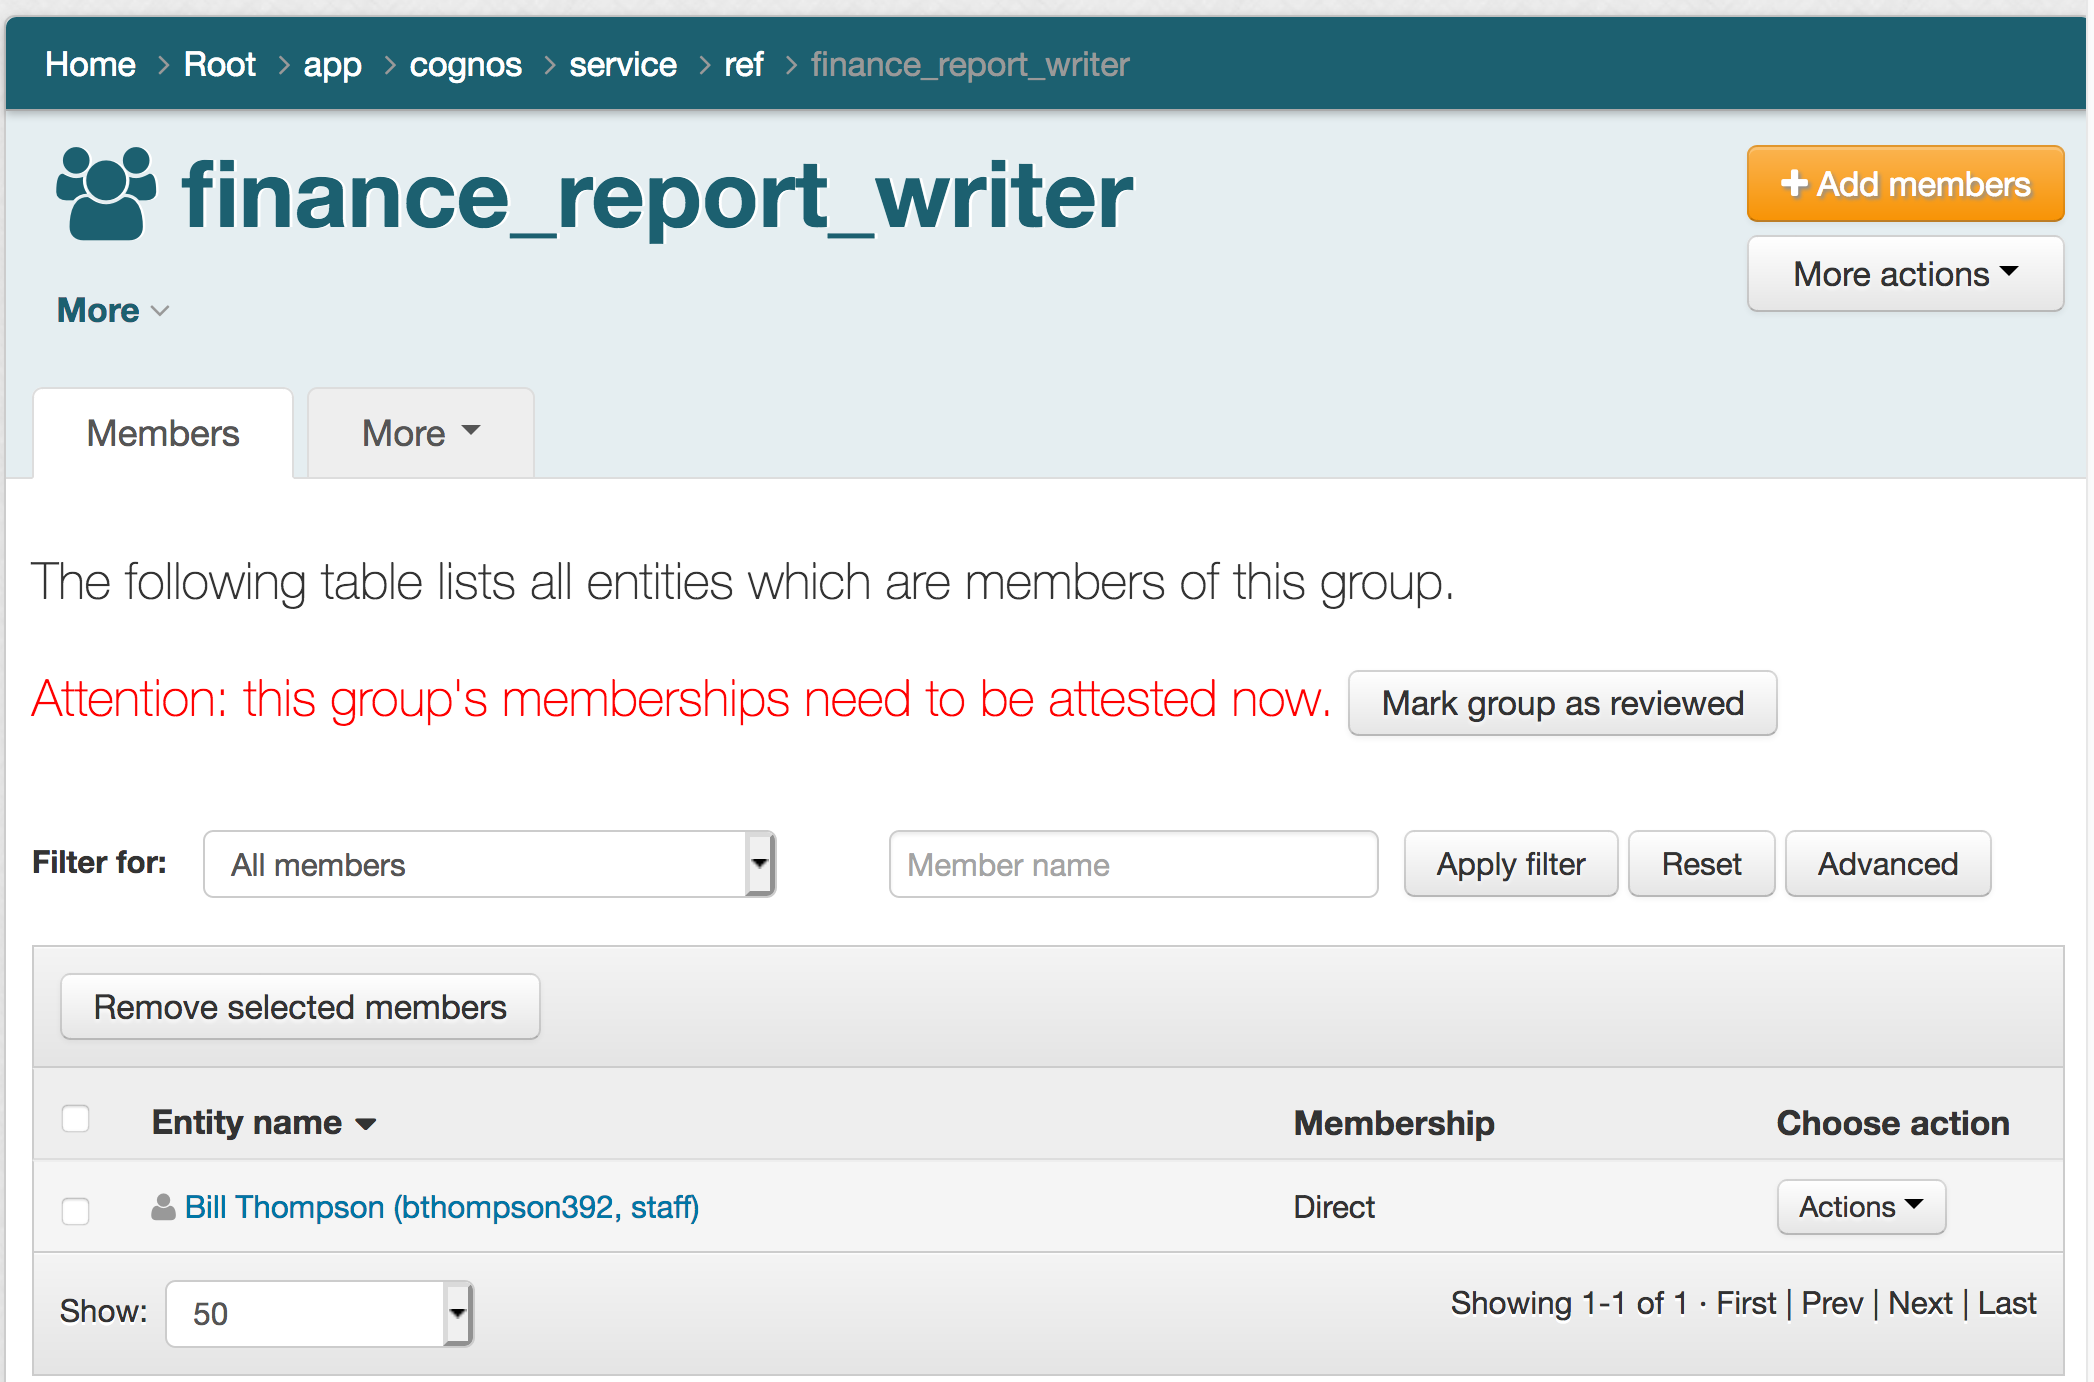 Home > Root > app > cognos > service > ref > finance_report_writer
finance_report_writer
+ Add members
More actions
More
Members
More
The following table lists all entities which are members of this group.
Attention: this group's memberships need to be attested now.
Mark group as reviewed
Filter for:
All members
Member name
Apply filter
Reset
Advanced
Remove selected members
Entity name
Membership
Choose action
Bill Thompson (bthompson392, staff)
Direct
Actions
Show:
50
Showing 1-1 of 1 · First | Prev | Next | Last